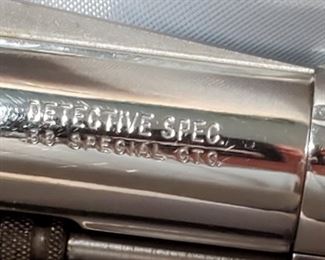 DETECTIVE SPEC.
.38 SPECIAL CTG.